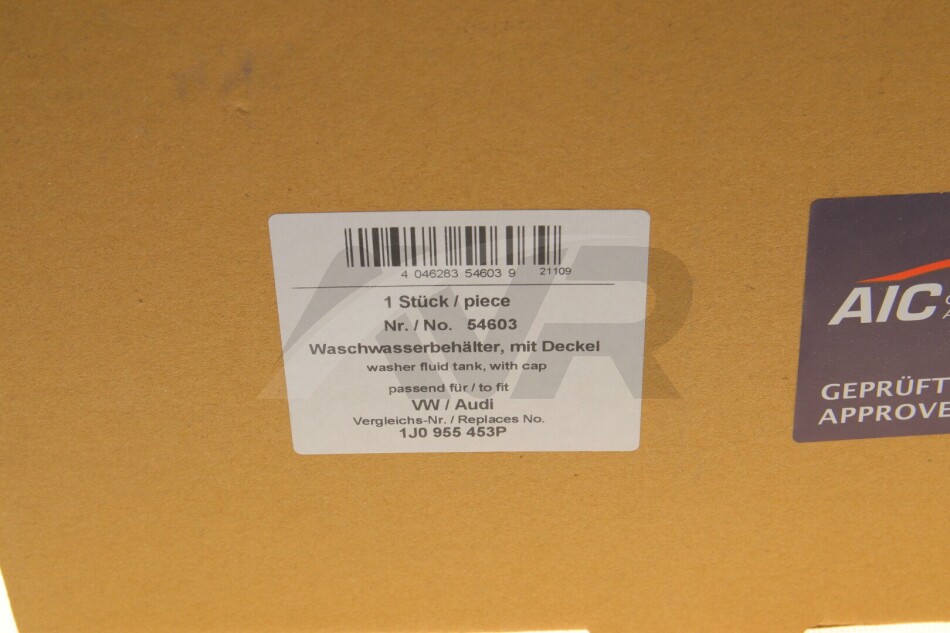 4 046283 54603 9 21109
1 Stück / piece
Nr. / No. 54603
Waschwasserbehälter, mit Deckel
washer fluid tank, with cap
passend für / to fit
VW / Audi
Vergleichs-Nr. / Replaces No.
1J0 955 453P
AIC
GEPRÜFT
APPROVE
AVR